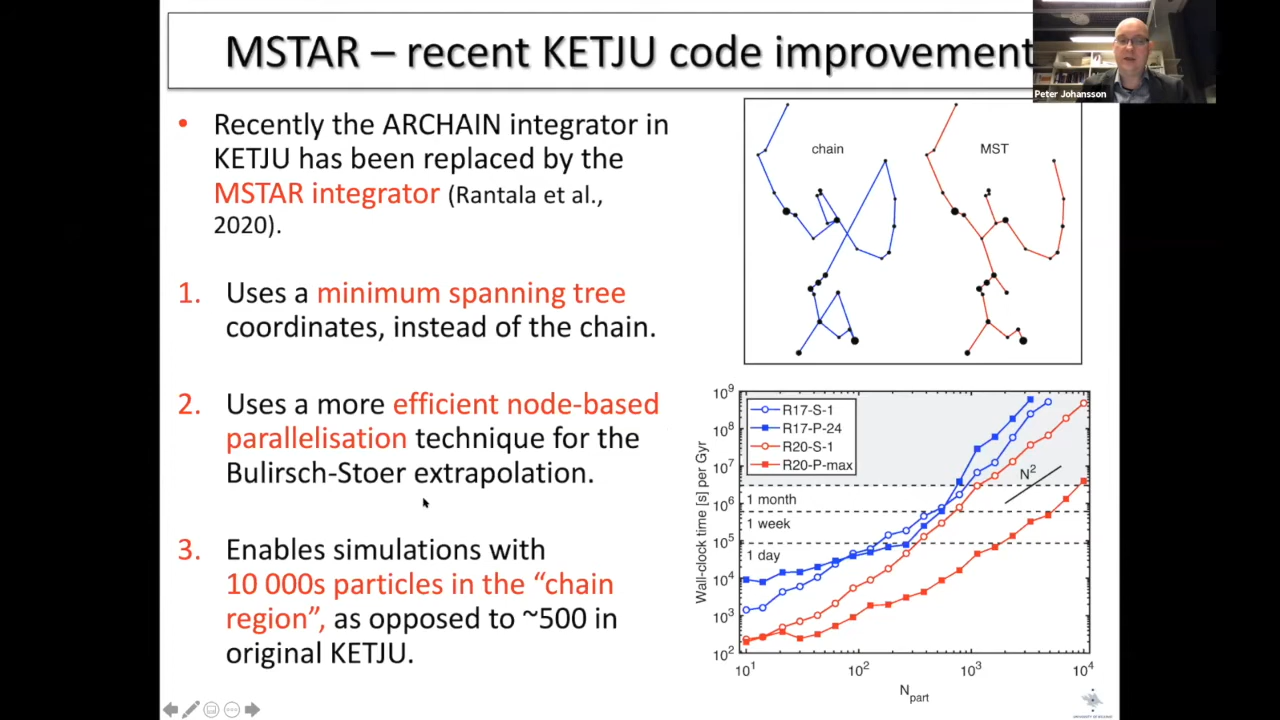 MSTAR – recent KETJU code improvement
Peter Johansson
• Recently the ARCHAIN integrator in
KETJU has been replaced by the
MSTAR integrator (Rantala et al.,
2020).
1. Uses a minimum spanning tree
coordinates, instead of the chain.
2. Uses a more efficient node-based
parallelisation technique for the
Bulirsch-Stoer extrapolation.
3. Enables simulations with
10 000s particles in the “chain
region”, as opposed to ~500 in
original KETJU.
chain
MST
R17-S-1
R17-P-24
R20-S-1
R20-P-max
N²
1 month
1 week
1 day
Wall-clock time [s] per Gyr
10⁹
10⁸
10⁷
10⁶
10⁵
10⁴
10³
10²
10¹ 10² 10³ 10⁴
Npart